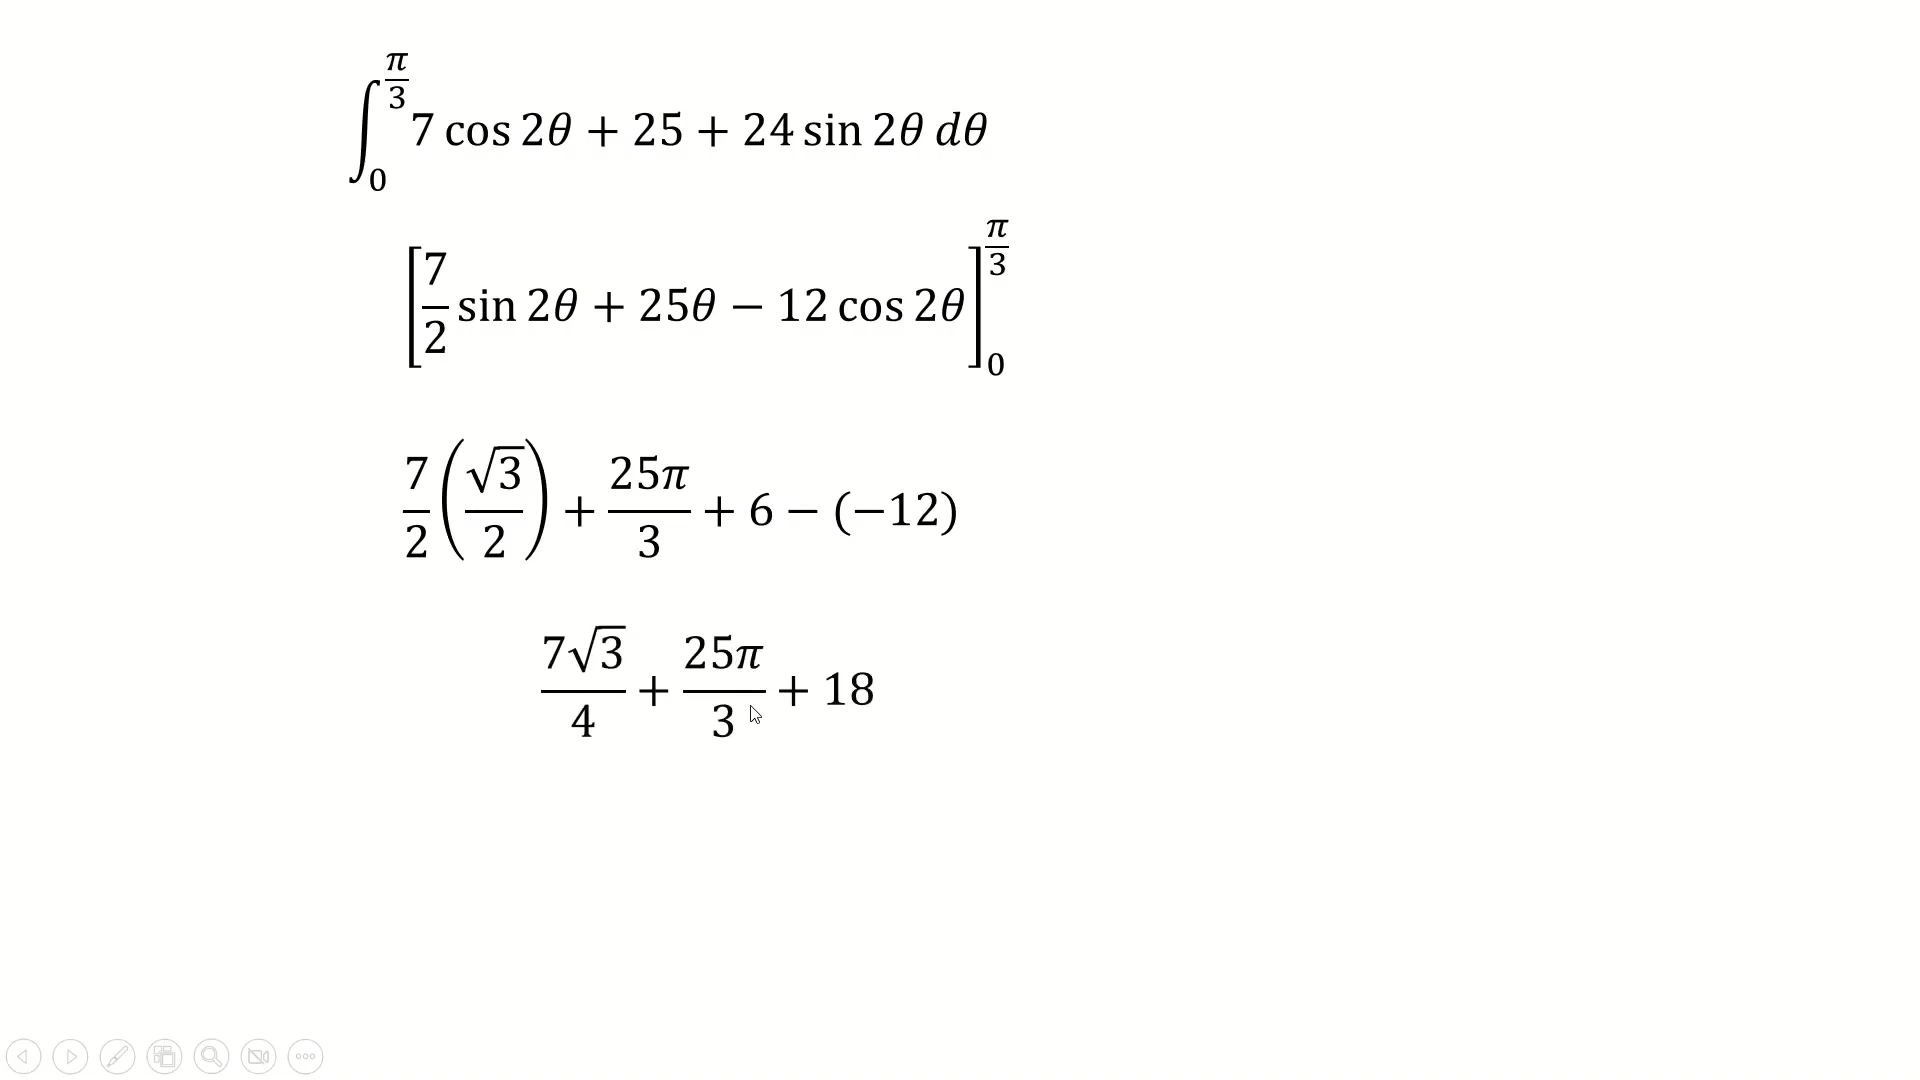 ∫₀^(π/3) 7 cos 2θ + 25 + 24 sin 2θ dθ
[7/2 sin 2θ + 25θ − 12 cos 2θ]₀^(π/3)
7/2 (√3/2) + 25π/3 + 6 − (−12)
7√3/4 + 25π/3 + 18